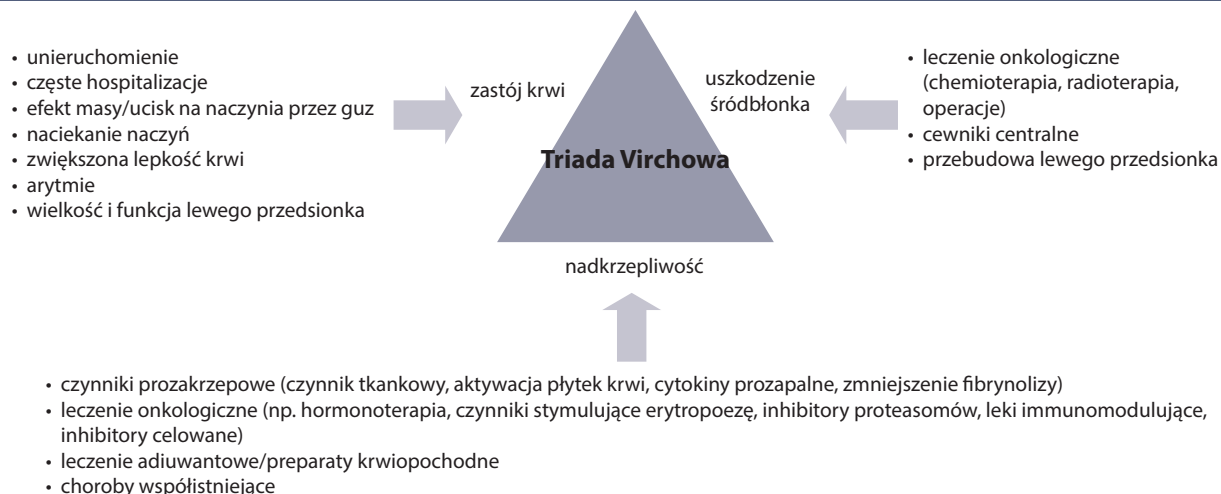 • unieruchomienie
• częste hospitalizacje
• efekt masy/ucisk na naczynia przez guz
• naciekanie naczyń
• zwiększona lepkość krwi
• arytmie
• wielkość i funkcja lewego przedsionka
zastój krwi
Triada Virchowa
uszkodzenie
śródbłonka
• leczenie onkologiczne
(chemioterapia, radioterapia,
operacje)
• cewniki centralne
• przebudowa lewego przedsionka
nadkrzepliwość
• czynniki prozakrzepowe (czynnik tkankowy, aktywacja płytek krwi, cytokiny prozapalne, zmniejszenie fibrynolizy)
• leczenie onkologiczne (np. hormonoterapia, czynniki stymulujące erytropoezę, inhibitory proteasomów, leki immunomodulujące,
inhibitory celowane)
• leczenie adiuwantowe/preparaty krwiopochodne
• choroby współistniejące